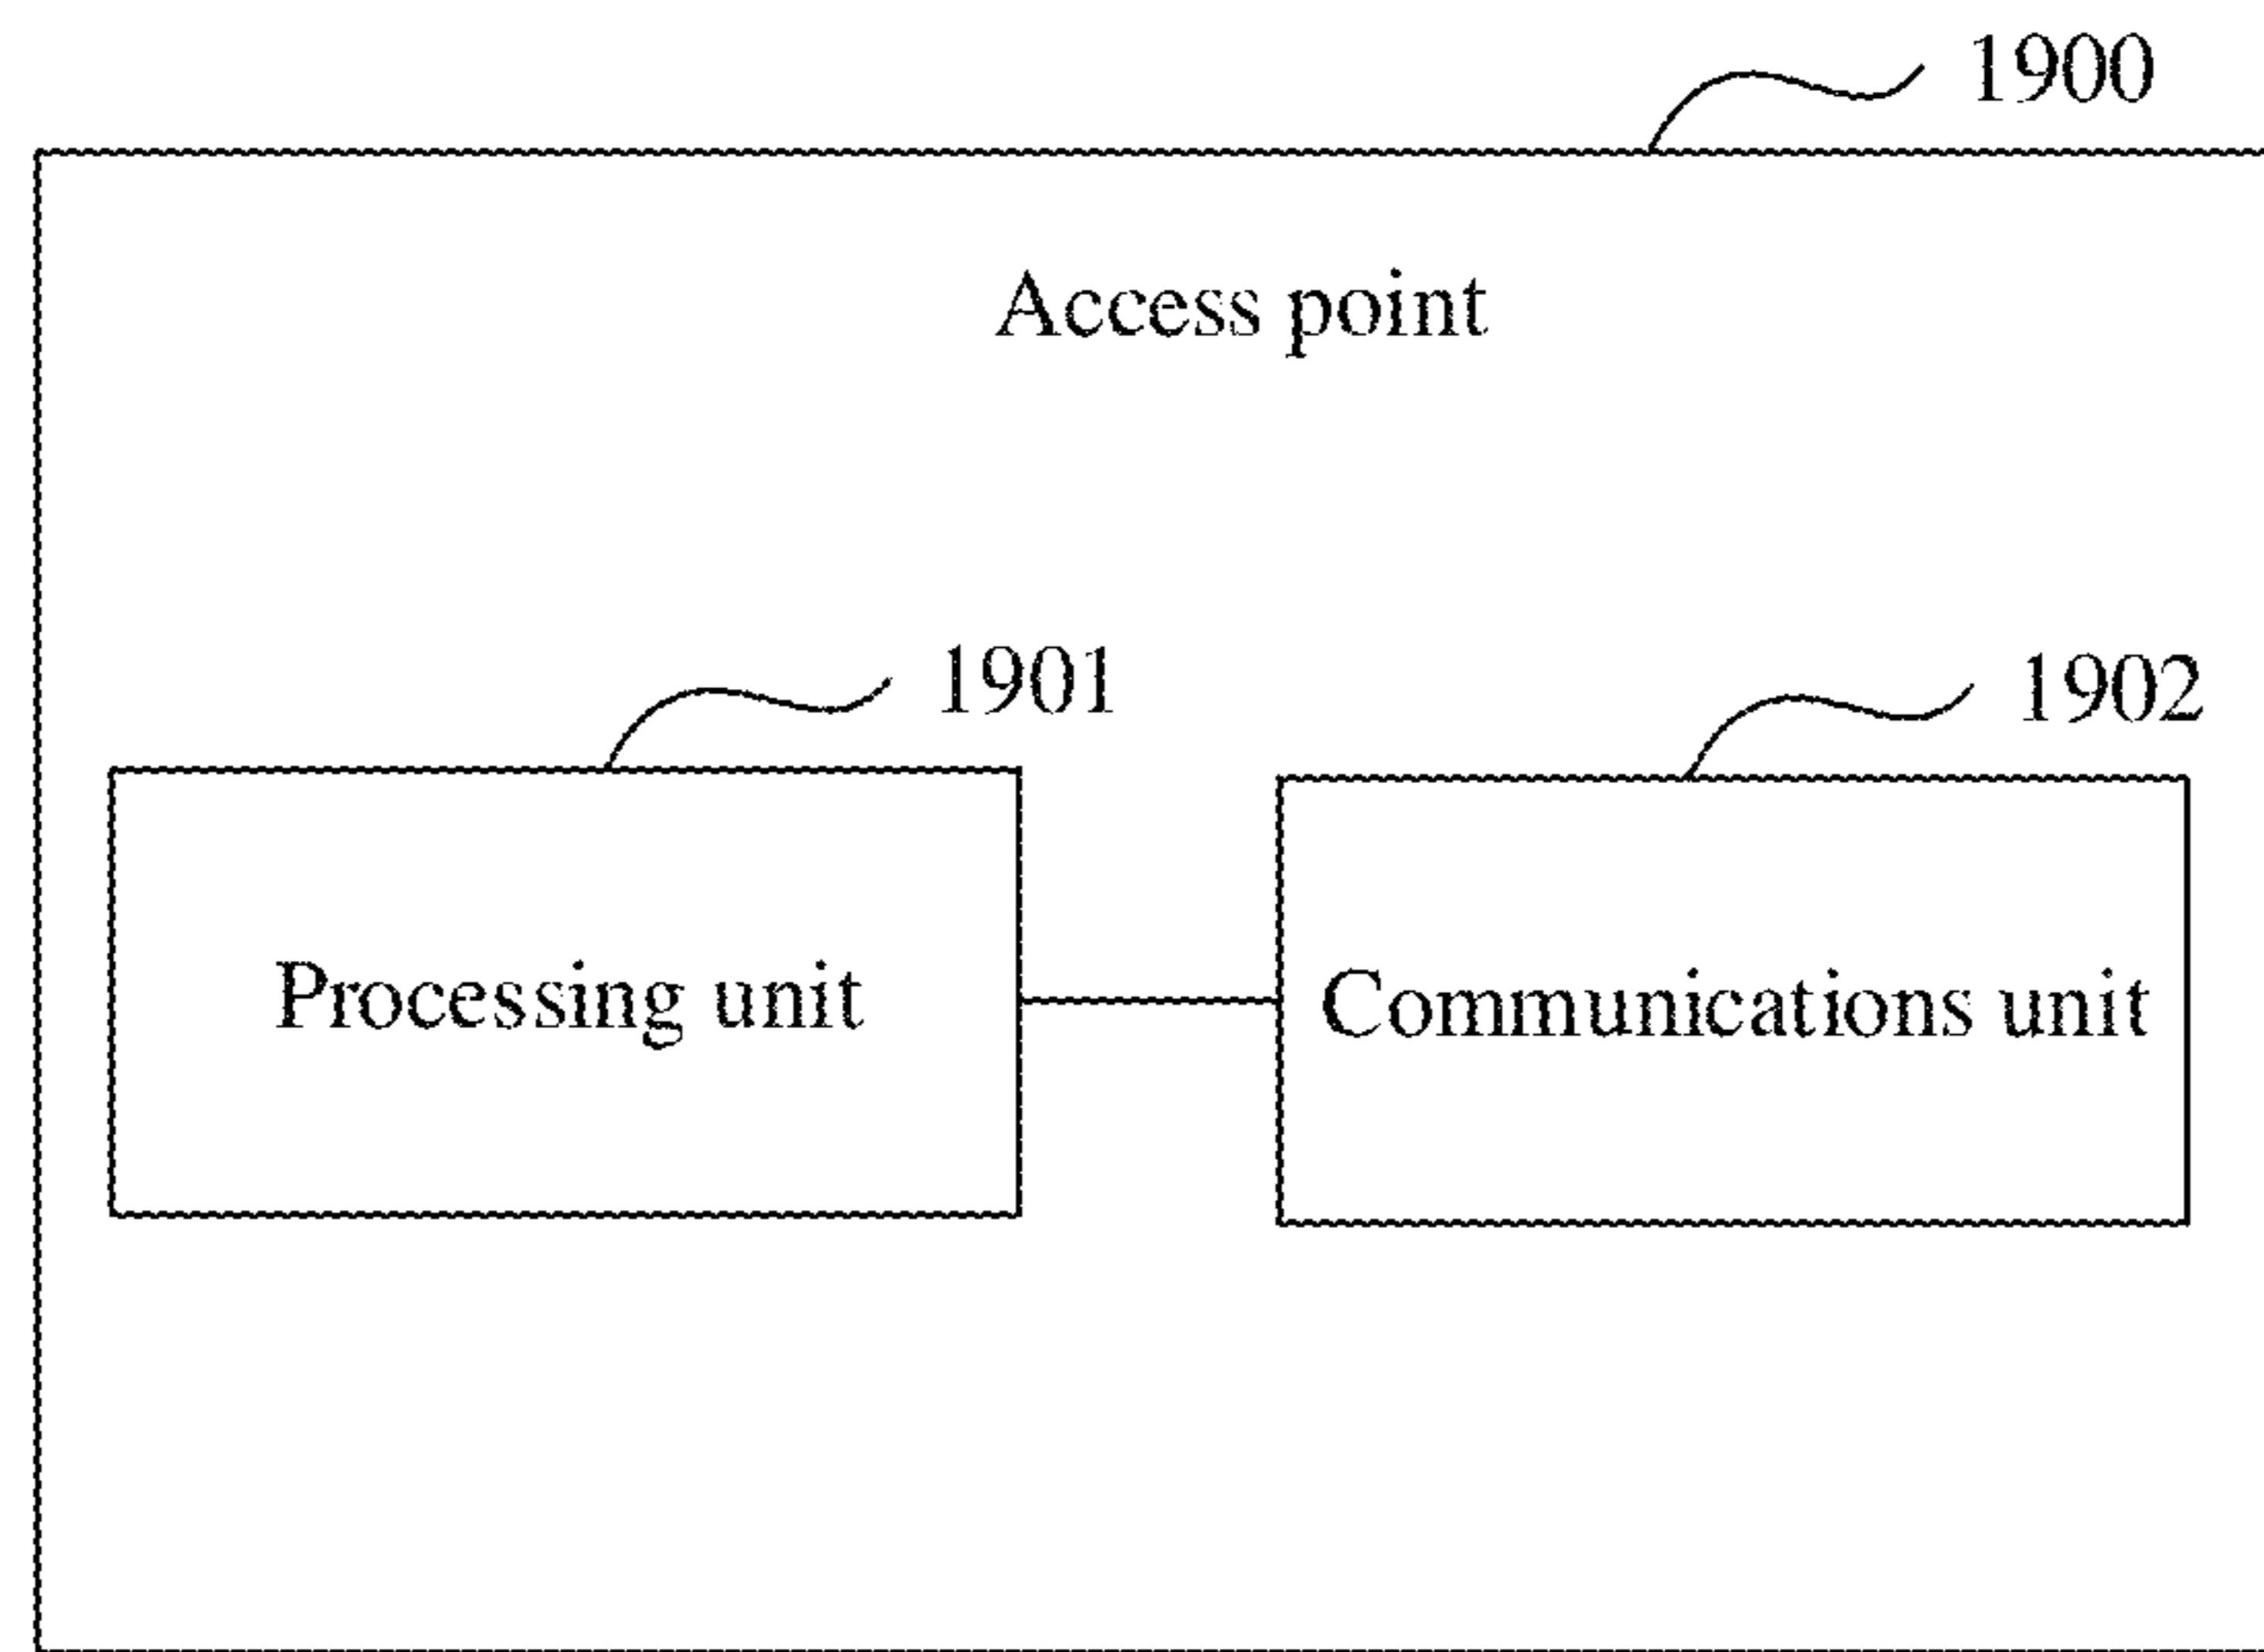 1900
Access point
1901
1902
Processing unit
Communications unit